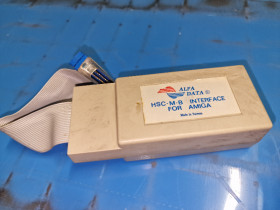 ALFA
DATA ®
HSC-M-B INTERFACE
FOR AMIGA
Made in Taiwan